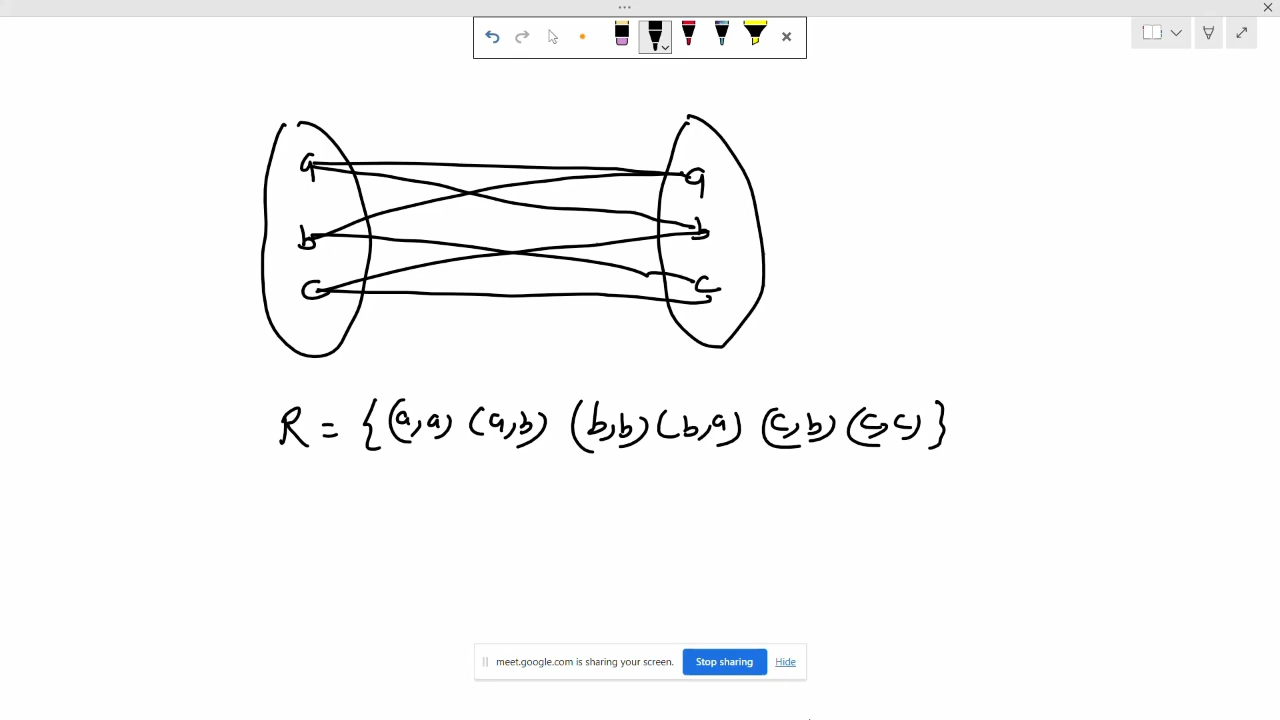 a a
b b
c c
R = {(a,a) (a,b) (b,b) (b,a) (c,b) (c,c)}
meet.google.com is sharing your screen. Stop sharing Hide